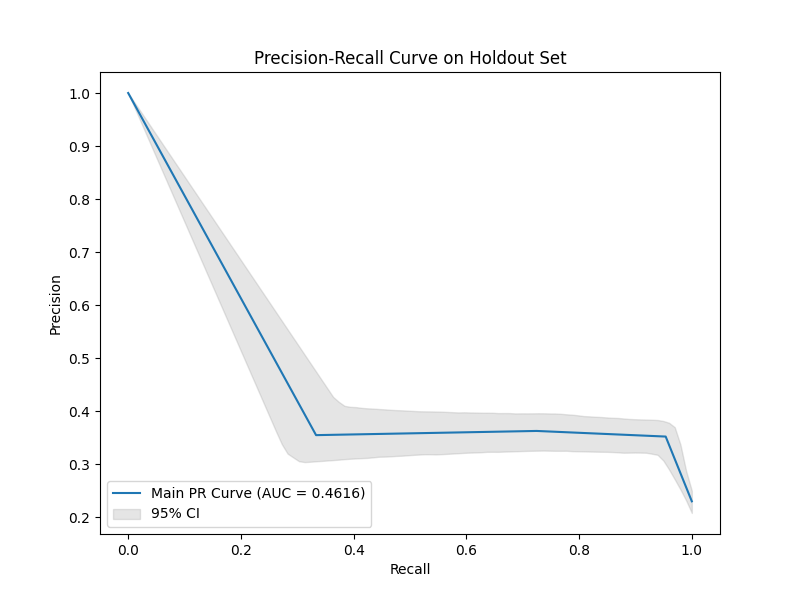 Precision-Recall Curve on Holdout Set
Precision
1.0
0.9
0.8
0.7
0.6
0.5
0.4
0.3
0.2
Main PR Curve (AUC = 0.4616)
95% CI
0.0 0.2 0.4 0.6 0.8 1.0
Recall